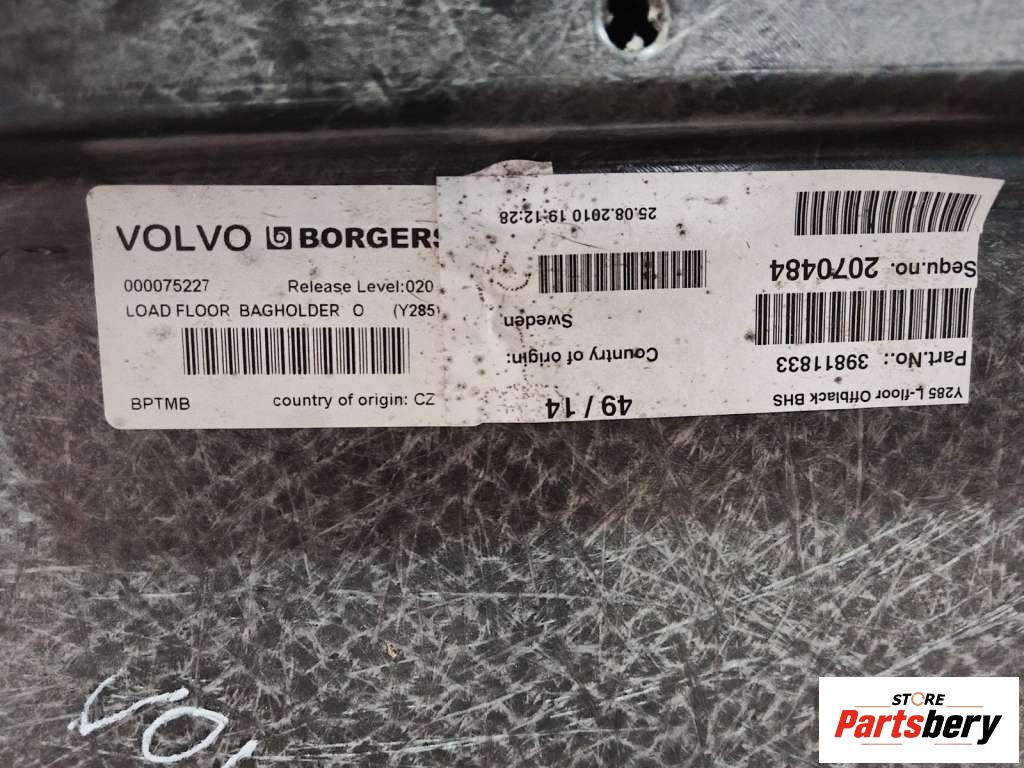 VOLVO BORGERS
000075227 Release Level:020
LOAD FLOOR BAGHOLDER O (Y285)
BPTMB country of origin: CZ
Y285 L-floor Offblack BHS
49/14
Part.No.: 39811833
Country of origin:
Sweden
Sequ.no. 2070484
25.08.2010 19:12:28
STORE
Partsbery